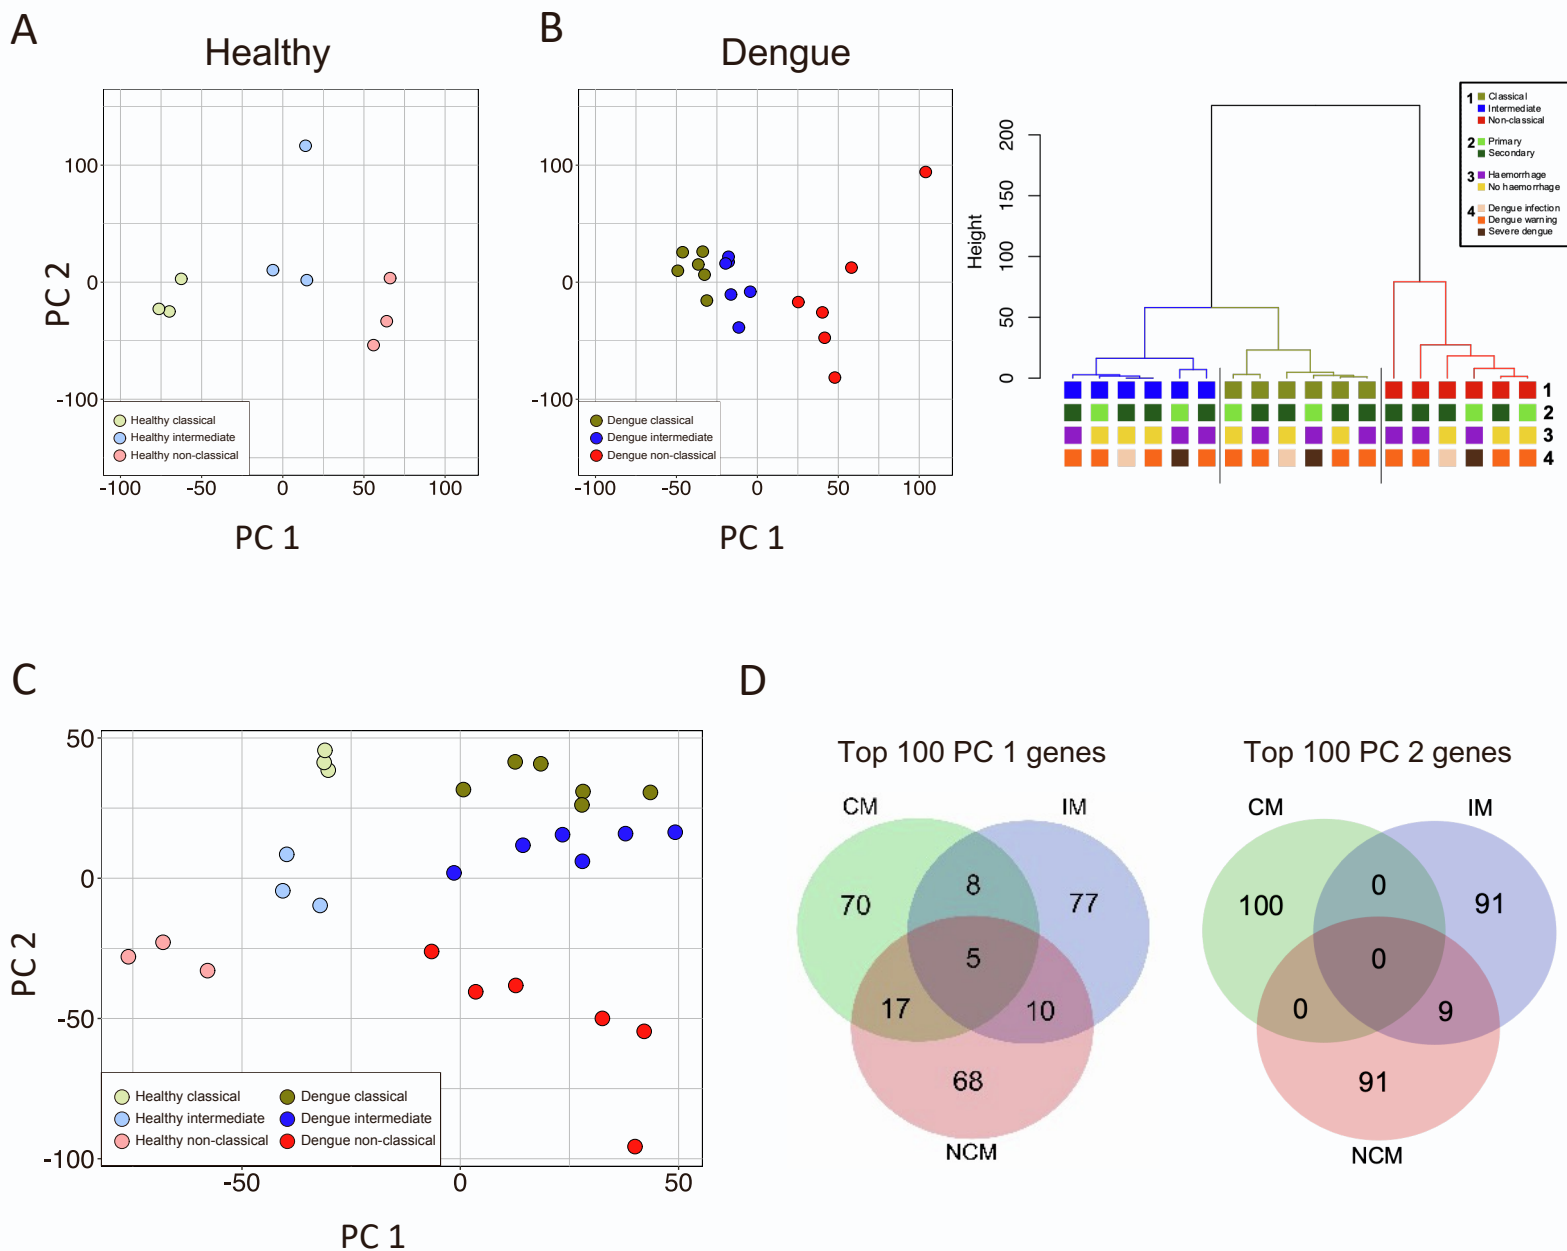 A
Healthy
100
0
-100
PC 2
Healthy classical
Healthy intermediate
Healthy non-classical
-100 -50 0 50 100
PC 1
B
Dengue
100
0
-100
Dengue classical
Dengue intermediate
Dengue non-classical
-100 -50 0 50 100
PC 1
Height
200
150
100
50
0
1 Classical
Intermediate
Non-classical
2 Primary
Secondary
3 Haemorrhage
No haemorrhage
4 Dengue infection
Dengue warning
Severe dengue
1
2
3
4
C
50
0
-50
-100
PC 2
Healthy classical Dengue classical
Healthy intermediate Dengue intermediate
Healthy non-classical Dengue non-classical
-50 0 50
PC 1
D
Top 100 PC 1 genes
CM IM
8
70 77
5
17 10
68
NCM
Top 100 PC 2 genes
CM IM
0
100 91
0
0 9
91
NCM